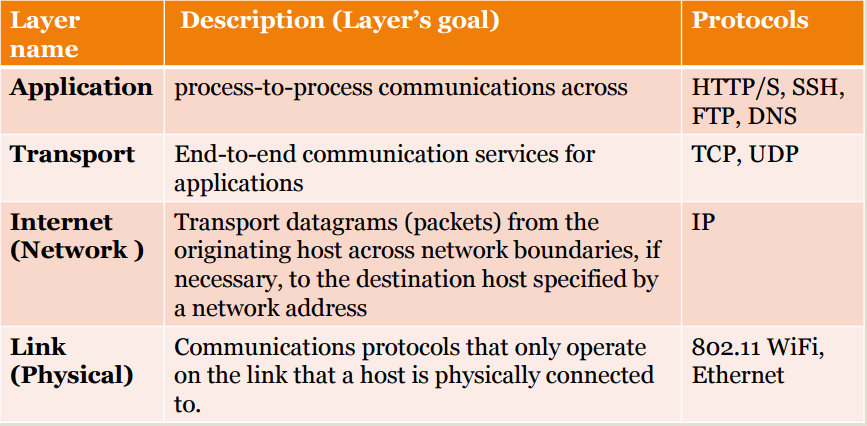 Layer name
Description (Layer’s goal)
Protocols
Application
process-to-process communications across
HTTP/S, SSH,
FTP, DNS
Transport
End-to-end communication services for
applications
TCP, UDP
Internet
(Network )
Transport datagrams (packets) from the
originating host across network boundaries, if
necessary, to the destination host specified by
a network address
IP
Link
(Physical)
Communications protocols that only operate
on the link that a host is physically connected
to.
802.11 WiFi,
Ethernet